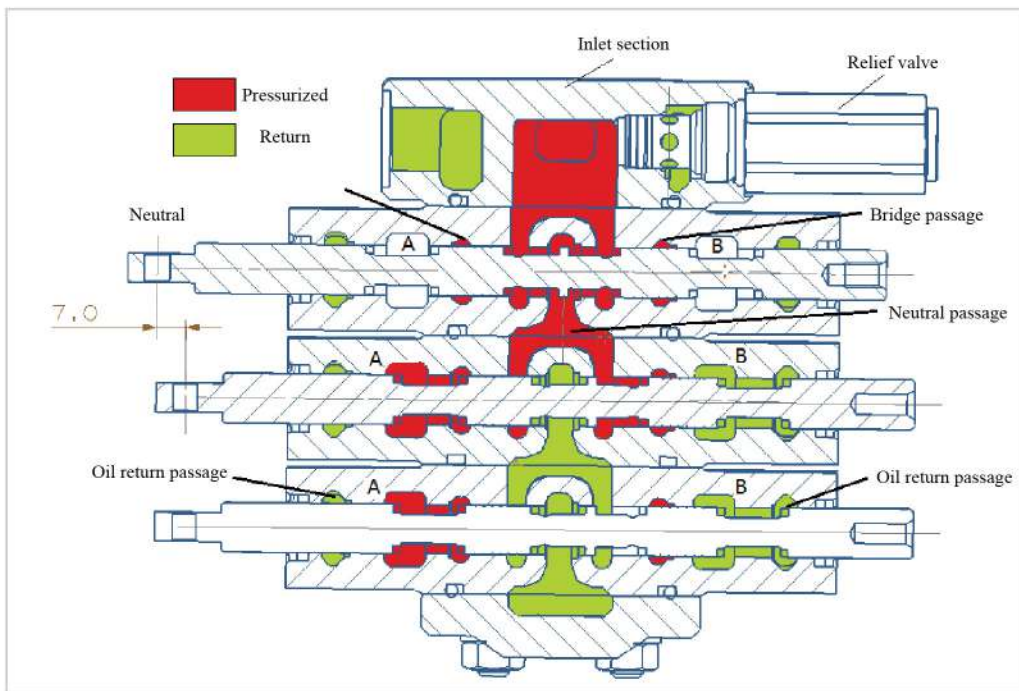 Inlet section
Relief valve
Pressurized
Return
Neutral
Bridge passage
A
B
7.0
Neutral passage
A
B
Oil return passage
A
B
Oil return passage